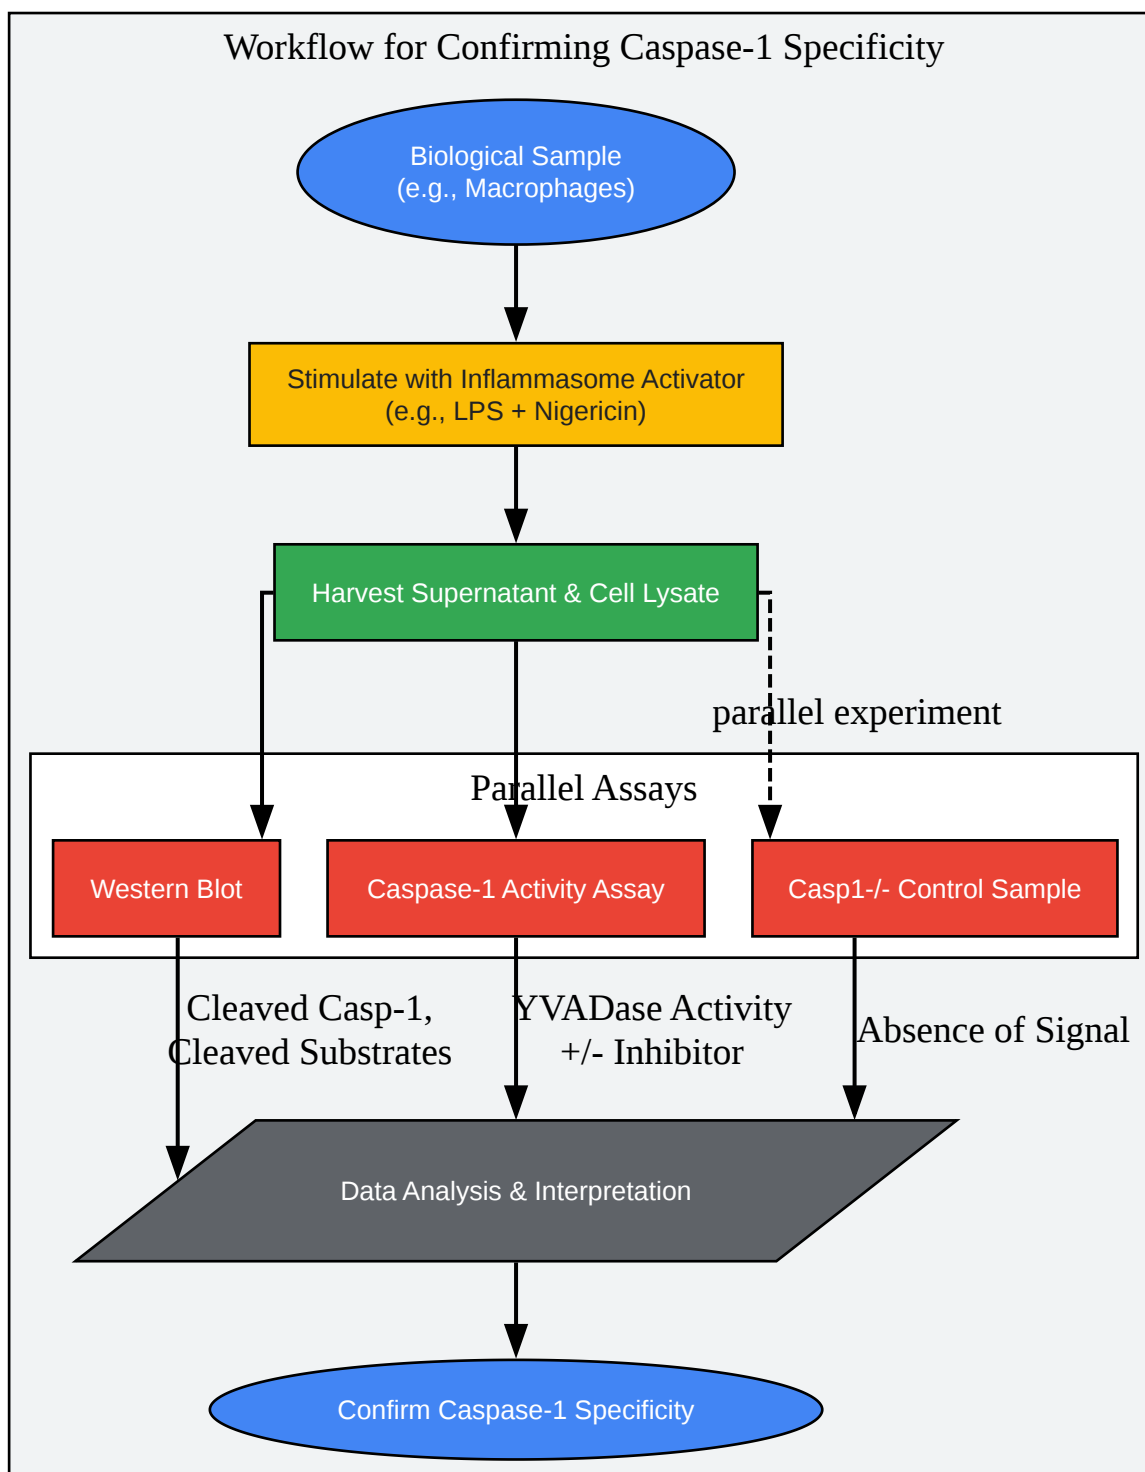 Workflow for Confirming Caspase-1 Specificity
Biological Sample
(e.g., Macrophages)
Stimulate with Inflammasome Activator
(e.g., LPS + Nigericin)
Harvest Supernatant & Cell Lysate
parallel experiment
Parallel Assays
Western Blot
Caspase-1 Activity Assay
Casp1-/- Control Sample
Cleaved Casp-1,
Cleaved Substrates
YVADase Activity
+/- Inhibitor
Absence of Signal
Data Analysis & Interpretation
Confirm Caspase-1 Specificity